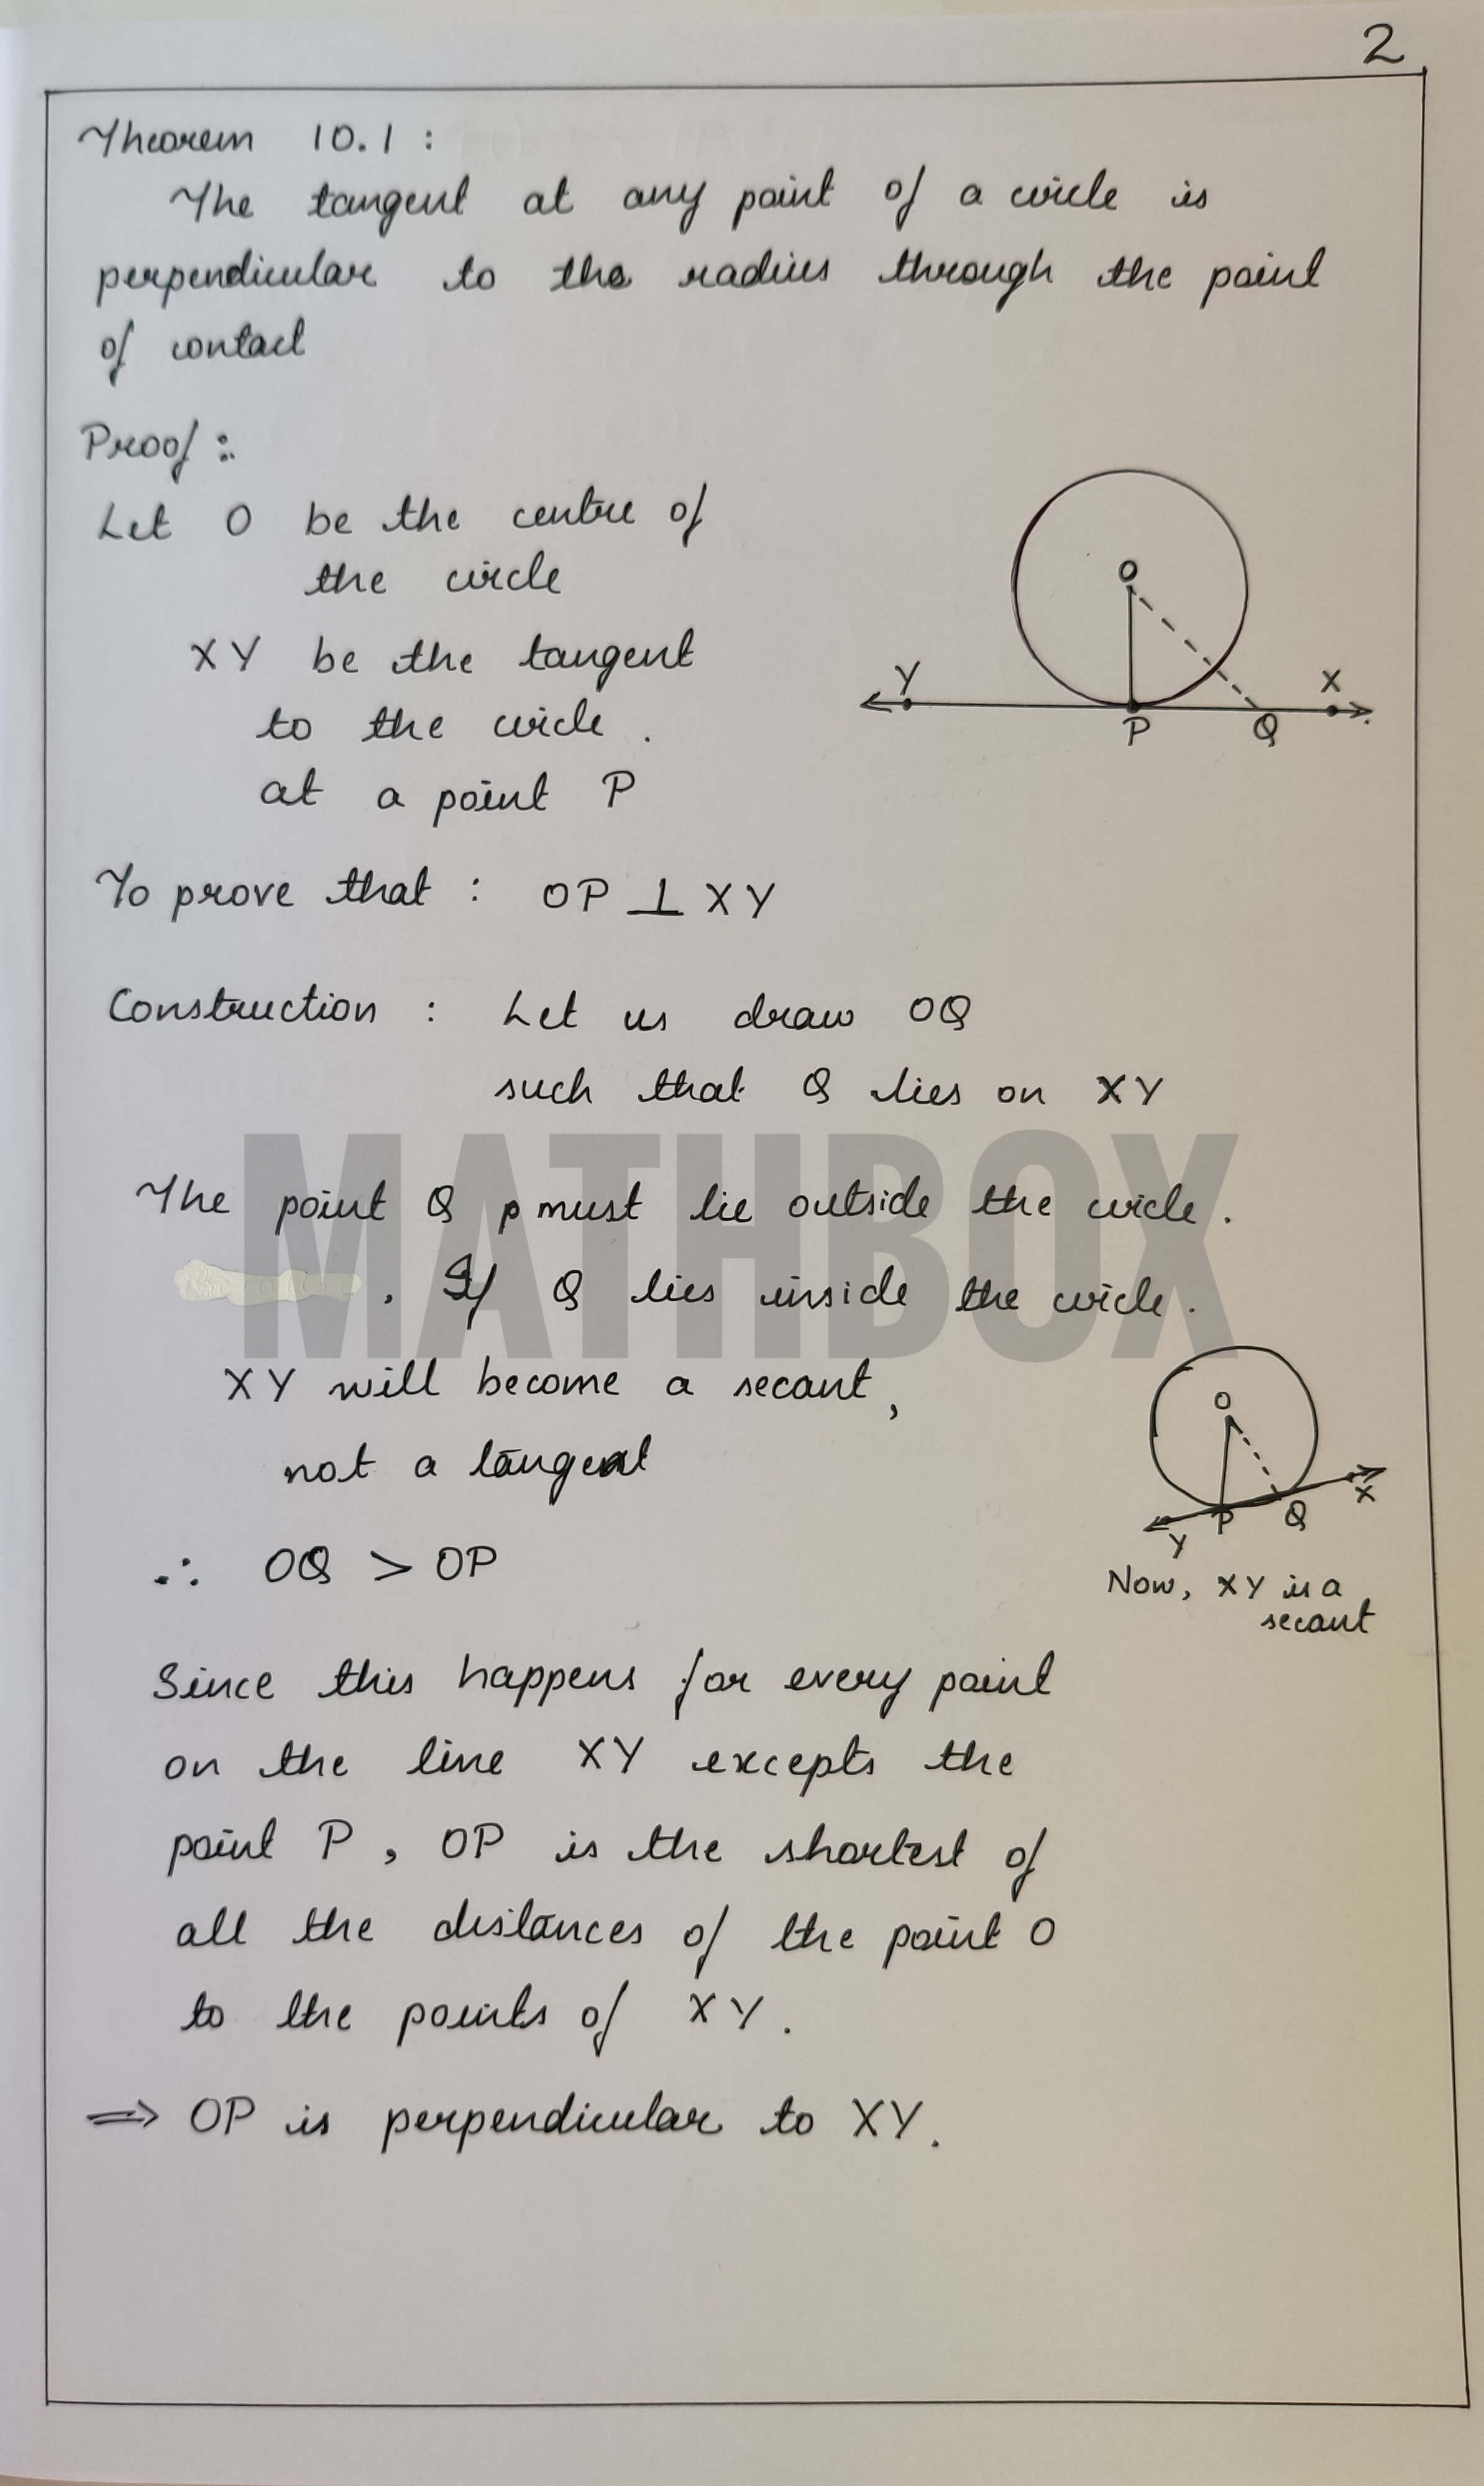 2
Theorem 10.1 :
The tangent at any point of a circle is
perpendicular to the radius through the point
of contact
Proof :.
Let O be the centre of
the circle
XY be the tangent
to the circle .
at a point P
O
Y
X
P
Q
To prove that : OP ⊥ XY
Construction : Let us draw OQ
such that Q lies on XY
MATHBOX
The point Q p must lie outside the circle .
. If Q lies inside the circle .
XY will become a secant ,
not a tangent
O
X
P
Q
Y
Now, XY is a
secant
∴ OQ > OP
Since this happens for every point
on the line XY excepts the
point P , OP is the shortest of
all the distances of the point O
to the points of XY .
⇒ OP is perpendicular to XY .